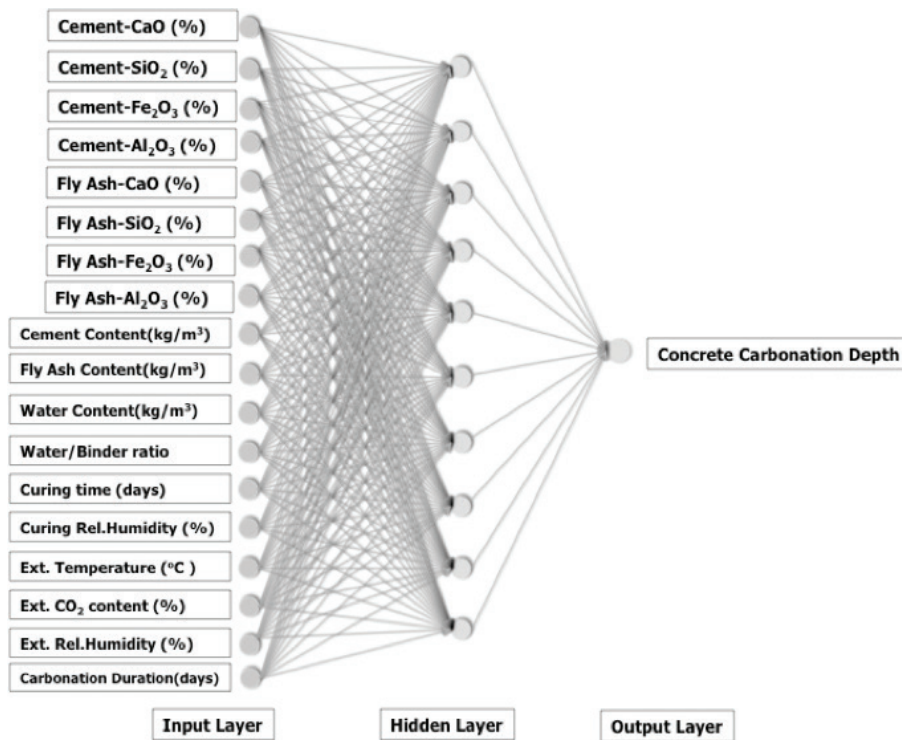 Cement-CaO (%)
Cement-SiO₂ (%)
Cement-Fe₂O₃ (%)
Cement-Al₂O₃ (%)
Fly Ash-CaO (%)
Fly Ash-SiO₂ (%)
Fly Ash-Fe₂O₃ (%)
Fly Ash-Al₂O₃ (%)
Cement Content(kg/m³)
Fly Ash Content(kg/m³)
Water Content(kg/m³)
Water/Binder ratio
Curing time (days)
Curing Rel.Humidity (%)
Ext. Temperature (°C )
Ext. CO₂ content (%)
Ext. Rel.Humidity (%)
Carbonation Duration(days)
Concrete Carbonation Depth
Input Layer
Hidden Layer
Output Layer